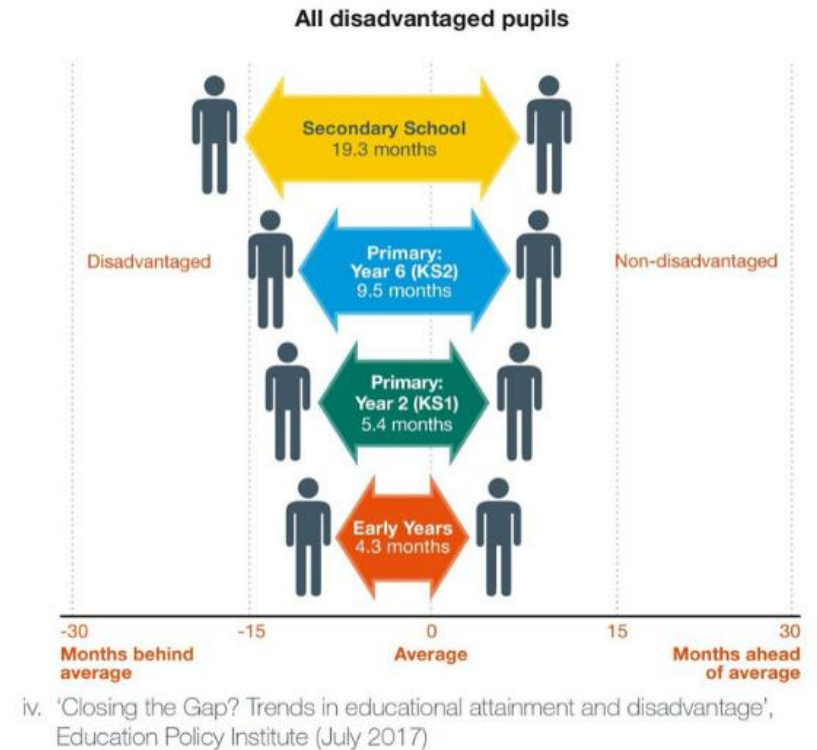 All disadvantaged pupils
Secondary School
19.3 months
Disadvantaged
Primary:
Year 6 (KS2)
9.5 months
Non-disadvantaged
Primary:
Year 2 (KS1)
5.4 months
Early Years
4.3 months
-30
-15
0
15
30
Months behind
average
Average
Months ahead
of average
iv. 'Closing the Gap? Trends in educational attainment and disadvantage',
Education Policy Institute (July 2017)